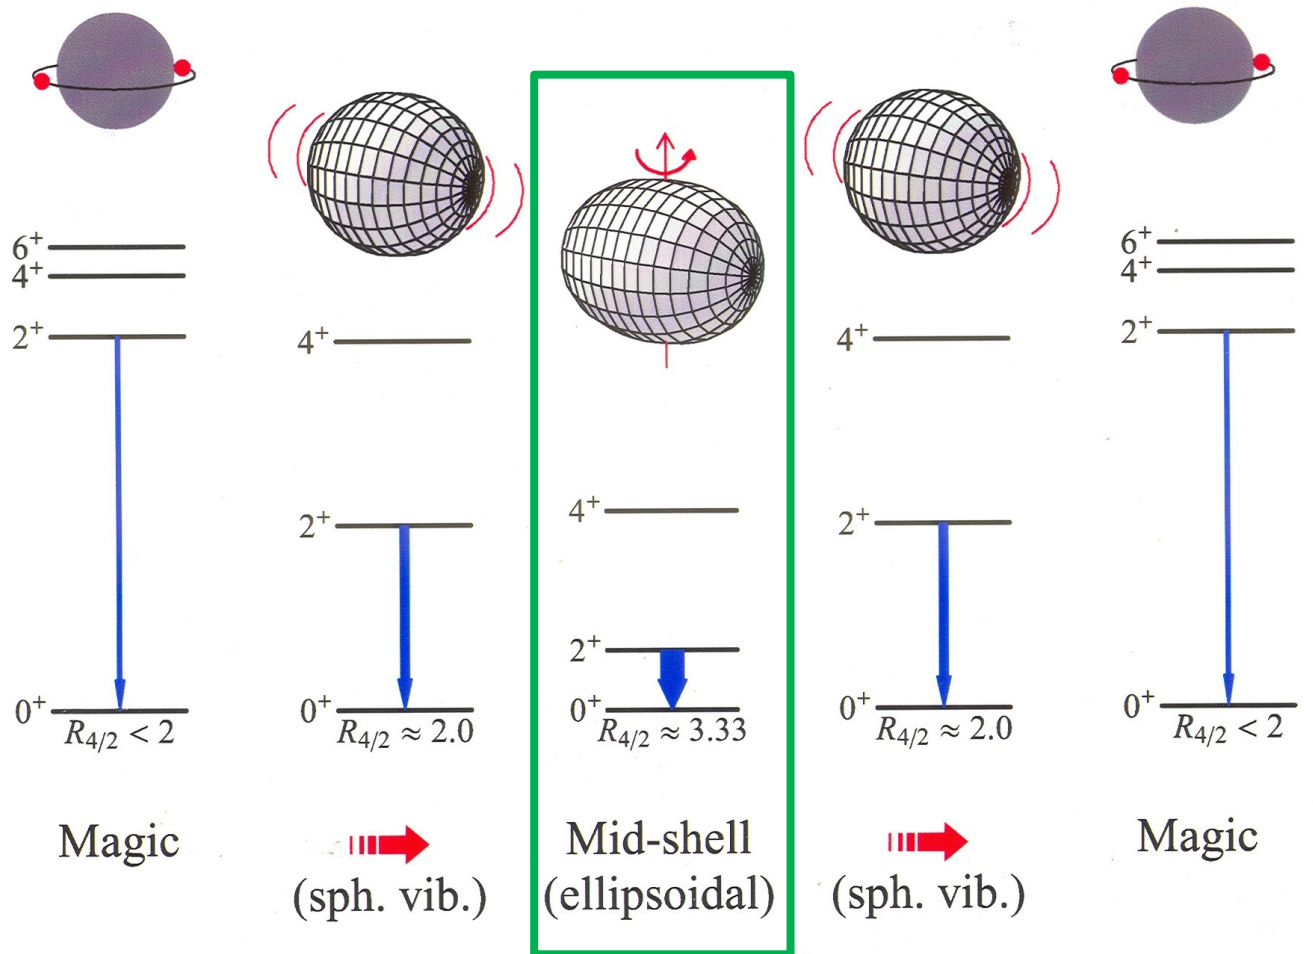 6⁺
4⁺
2⁺
0⁺
R₄/₂ < 2
Magic
4⁺
2⁺
0⁺
R₄/₂ ≈ 2.0
(sph. vib.)
4⁺
2⁺
0⁺
R₄/₂ ≈ 3.33
Mid-shell
(ellipsoidal)
4⁺
2⁺
0⁺
R₄/₂ ≈ 2.0
(sph. vib.)
6⁺
4⁺
2⁺
0⁺
R₄/₂ < 2
Magic